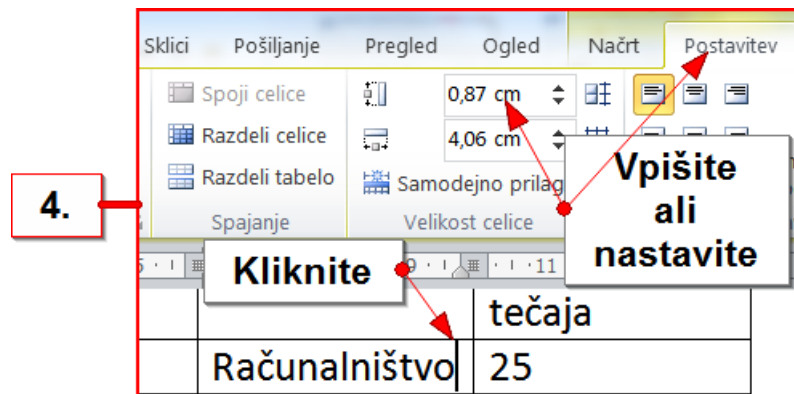 Sklici Pošiljanje Pregled Ogled Načrt Postavitev
Spoji celice 0,87 cm
Razdeli celice 4,06 cm
Razdeli tabelo Samodejno prilag
Vpišite
ali
nastavite
4.
Spajanje Velikost celice
Kliknite
9 11
tečaja
Računalništvo 25